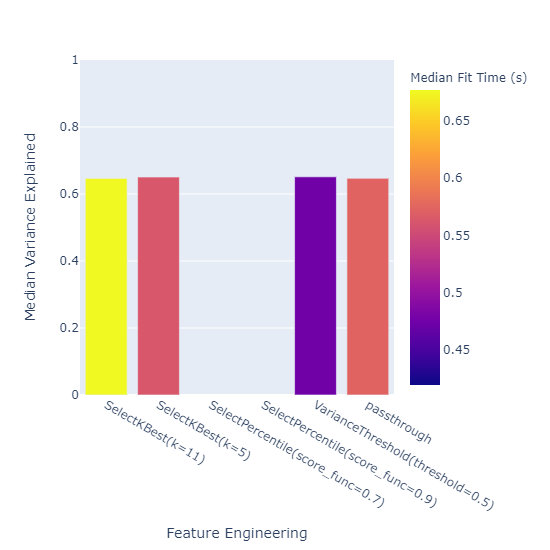 Median Variance Explained
1
0.8
0.6
0.4
0.2
0
SelectKBest(k=11)
SelectKBest(k=5)
SelectPercentile(score_func=0.7)
SelectPercentile(score_func=0.9)
VarianceThreshold(threshold=0.5)
passthrough
Feature Engineering
Median Fit Time (s)
0.65
0.6
0.55
0.5
0.45